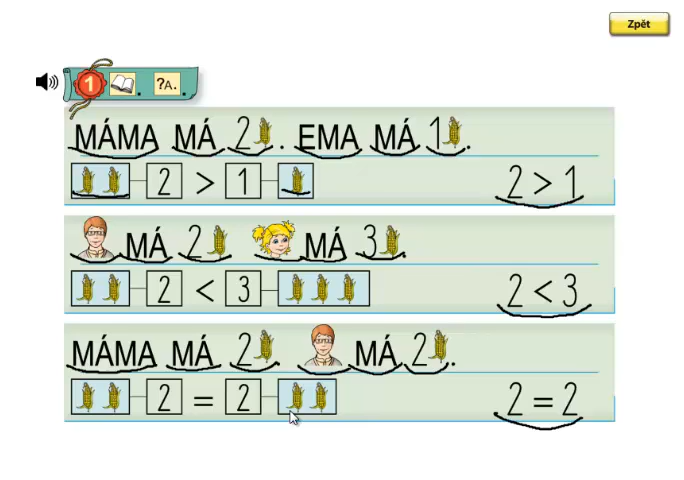 Zpět
1 . ?A. .
MÁMA MÁ 2 . EMA MÁ 1 .
2 > 1 2 > 1
MÁ 2 MÁ 3 .
2 < 3 2 < 3
MÁMA MÁ 2 . MÁ 2 .
2 = 2 2 = 2